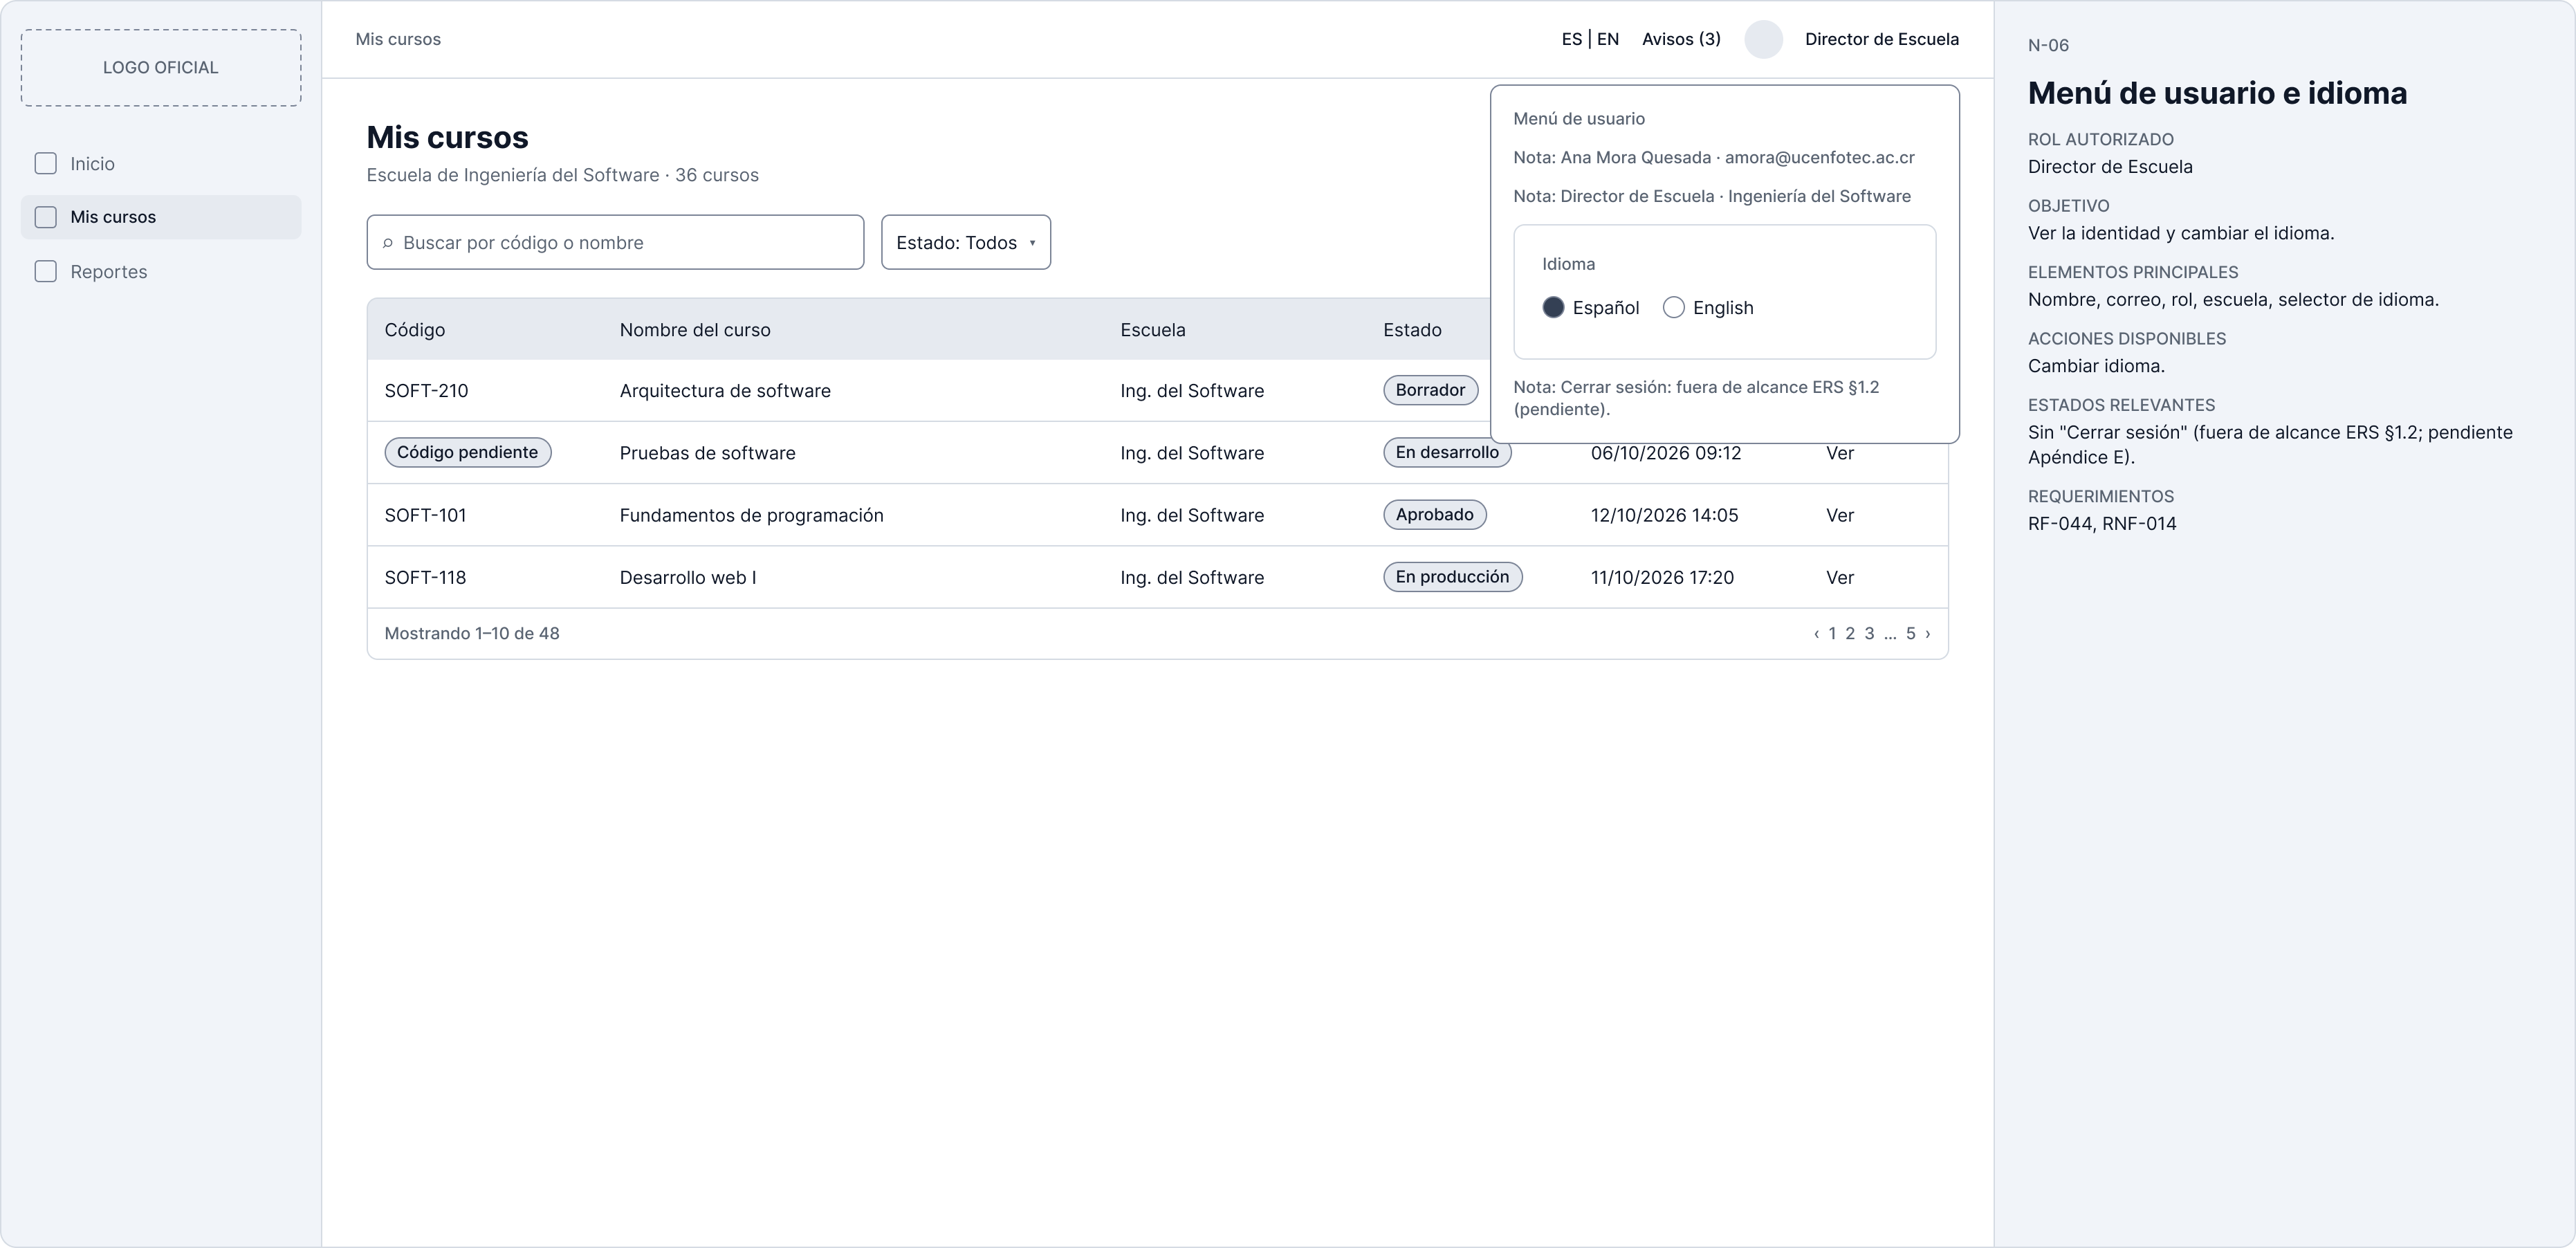 LOGO OFICIAL
Inicio
Mis cursos
Reportes
Mis cursos
ES | EN
Avisos (3)
Director de Escuela
Mis cursos
Escuela de Ingeniería del Software · 36 cursos
Buscar por código o nombre
Estado: Todos
Menú de usuario
Nota: Ana Mora Quesada · amora@ucenfotec.ac.cr
Nota: Director de Escuela · Ingeniería del Software
Idioma
Español
English
Nota: Cerrar sesión: fuera de alcance ERS §1.2
(pendiente).
Código Nombre del curso Escuela Estado
SOFT-210 Arquitectura de software Ing. del Software Borrador
Código pendiente Pruebas de software Ing. del Software En desarrollo 06/10/2026 09:12 Ver
SOFT-101 Fundamentos de programación Ing. del Software Aprobado 12/10/2026 14:05 Ver
SOFT-118 Desarrollo web I Ing. del Software En producción 11/10/2026 17:20 Ver
Mostrando 1–10 de 48
‹ 1 2 3 ... 5 ›
N-06
Menú de usuario e idioma
ROL AUTORIZADO
Director de Escuela
OBJETIVO
Ver la identidad y cambiar el idioma.
ELEMENTOS PRINCIPALES
Nombre, correo, rol, escuela, selector de idioma.
ACCIONES DISPONIBLES
Cambiar idioma.
ESTADOS RELEVANTES
Sin "Cerrar sesión" (fuera de alcance ERS §1.2; pendiente
Apéndice E).
REQUERIMIENTOS
RF-044, RNF-014